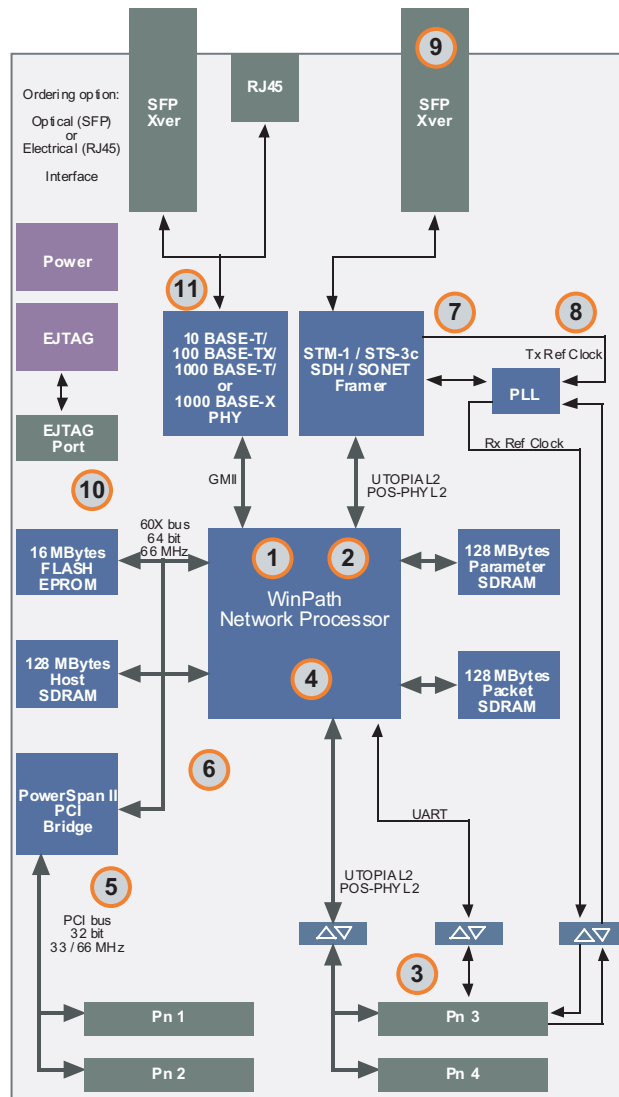 9
SFP
Xver
RJ45
SFP
Xver
Ordering option:
Optical (SFP)
or
Electrical (RJ45)
Interface
Power
EJTAG
EJTAG
Port
10
11
10 BASE-T/
100 BASE-TX/
1000 BASE-T/
or
1000 BASE-X
PHY
STM-1 / STS-3c
SDH / SONET
Framer
7
8
Tx Ref Clock
PLL
Rx Ref Clock
GMII
UTOPIA L2
POS-PHY L2
60X bus
64 bit
66 MHz
16 MBytes
FLASH
EPROM
1
2
WinPath
Network Processor
4
128 MBytes
Parameter
SDRAM
128 MBytes
Host
SDRAM
128 MBytes
Packet
SDRAM
6
PowerSpan II
PCI
Bridge
5
PCI bus
32 bit
33 / 66 MHz
UART
UTOPIA L2
POS-PHY L2
3
Pn 1
Pn 2
Pn 3
Pn 4